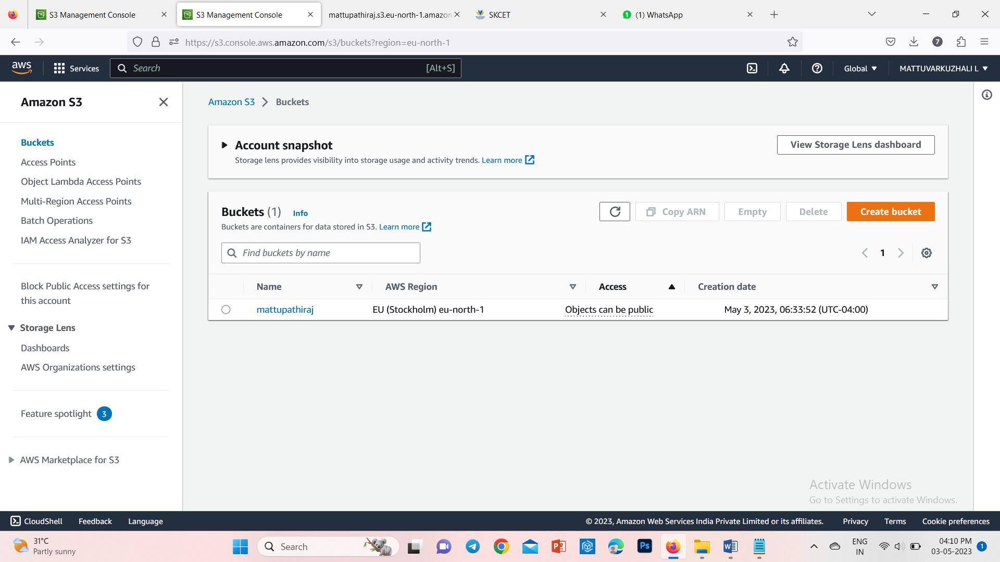 S3 Management Console
S3 Management Console
mattupathiraj.s3.eu-north-1.amazon
SKCET
(1) WhatsApp
https://s3.console.aws.amazon.com/s3/buckets?region=eu-north-1
7
aws
Services
Search
[Alt+S]
Global
MATTUVARKUZHALI L
Amazon S3
Buckets
Access Points
Object Lambda Access Points
Multi-Region Access Points
Batch Operations
IAM Access Analyzer for S3
Block Public Access settings for
this account
Storage Lens
Dashboards
AWS Organizations settings
Feature spotlight 3
AWS Marketplace for S3
Amazon S3 > Buckets
Account snapshot
Storage lens provides visibility into storage usage and activity trends. Learn more
View Storage Lens dashboard
Buckets (1) Info
Buckets are containers for data stored in S3. Learn more
Copy ARN
Empty
Delete
Create bucket
Find buckets by name
1
Name AWS Region Access Creation date
mattupathiraj EU (Stockholm) eu-north-1 Objects can be public May 3, 2023, 06:33:52 (UTC-04:00)
Activate Windows
Go to Settings to activate Windows.
CloudShell Feedback Language
© 2023, Amazon Web Services India Private Limited or its affiliates. Privacy Terms Cookie preferences
31°C
Partly sunny
Search
P
Ps
W
ENG
IN
04:10 PM
03-05-2023
1